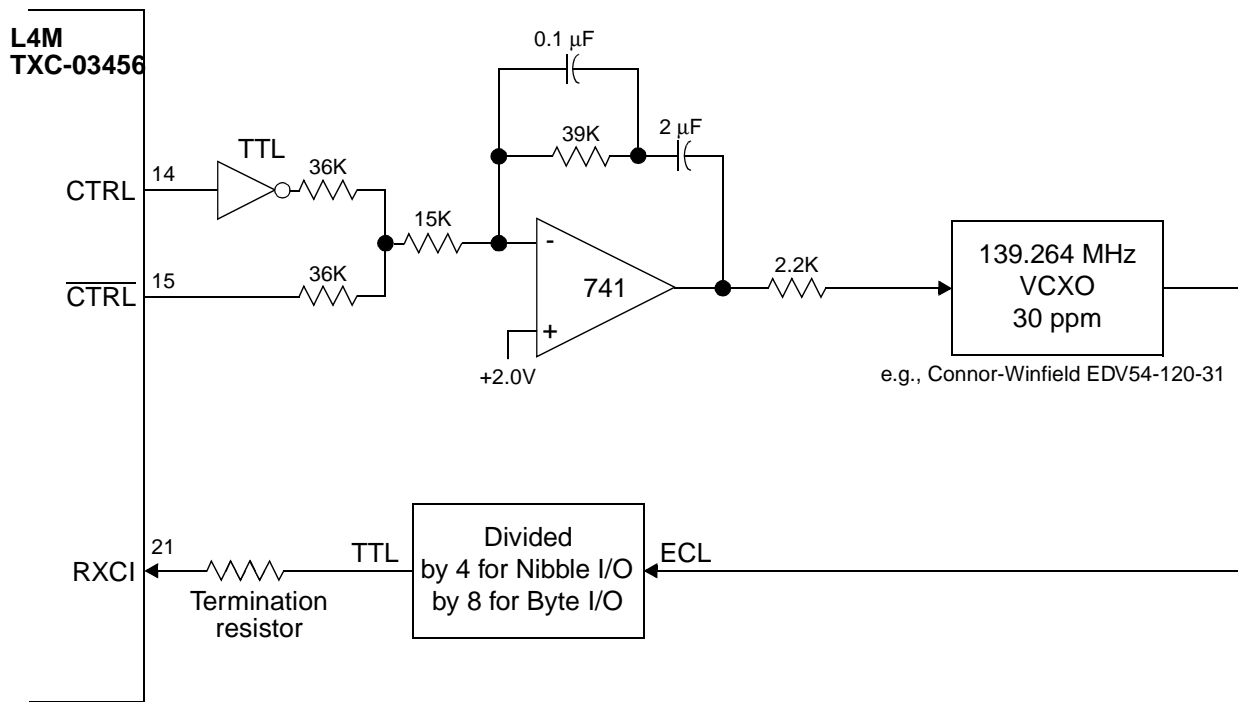 L4M
TXC-03456
0.1 μF
39K
2 μF
TTL
CTRL
14
36K
15K
CTRL
15
36K
-
741
+
+2.0V
2.2K
139.264 MHz
VCXO
30 ppm
e.g., Connor-Winfield EDV54-120-31
RXCI
21
Termination
resistor
TTL
Divided
by 4 for Nibble I/O
by 8 for Byte I/O
ECL